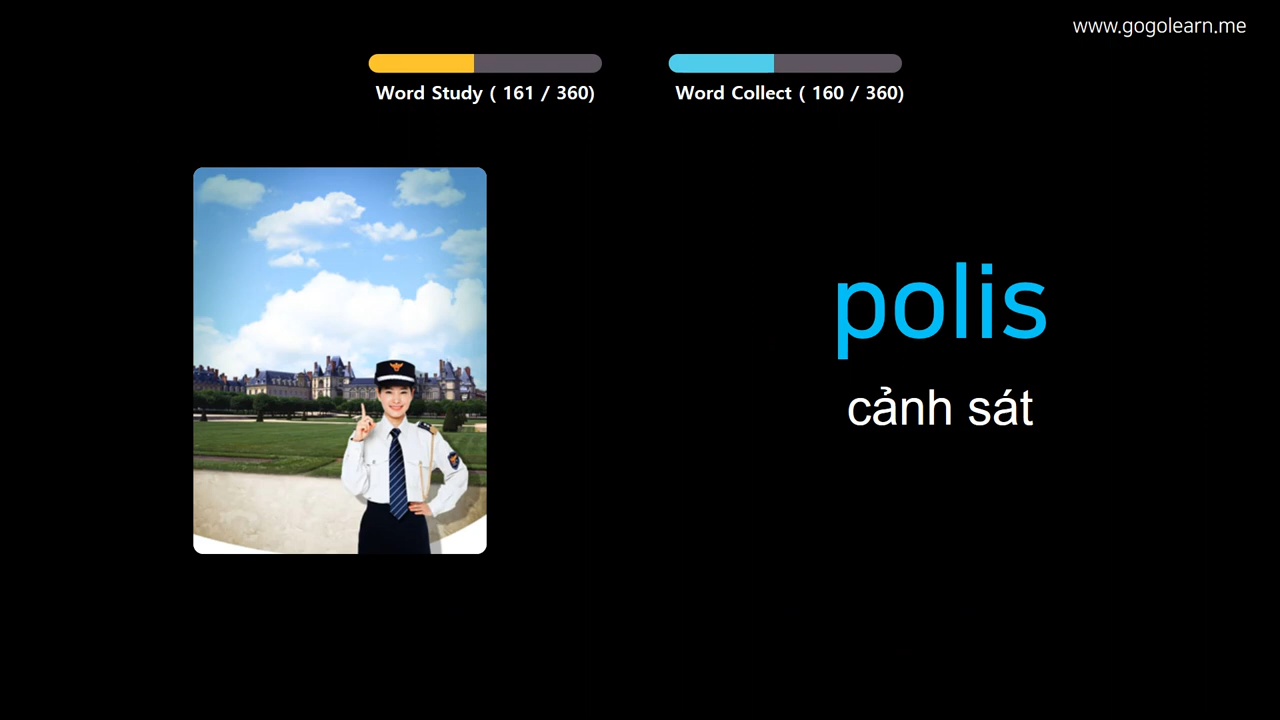 www.gogolearn.me
Word Study ( 161 / 360)
Word Collect ( 160 / 360)
polis
cảnh sát